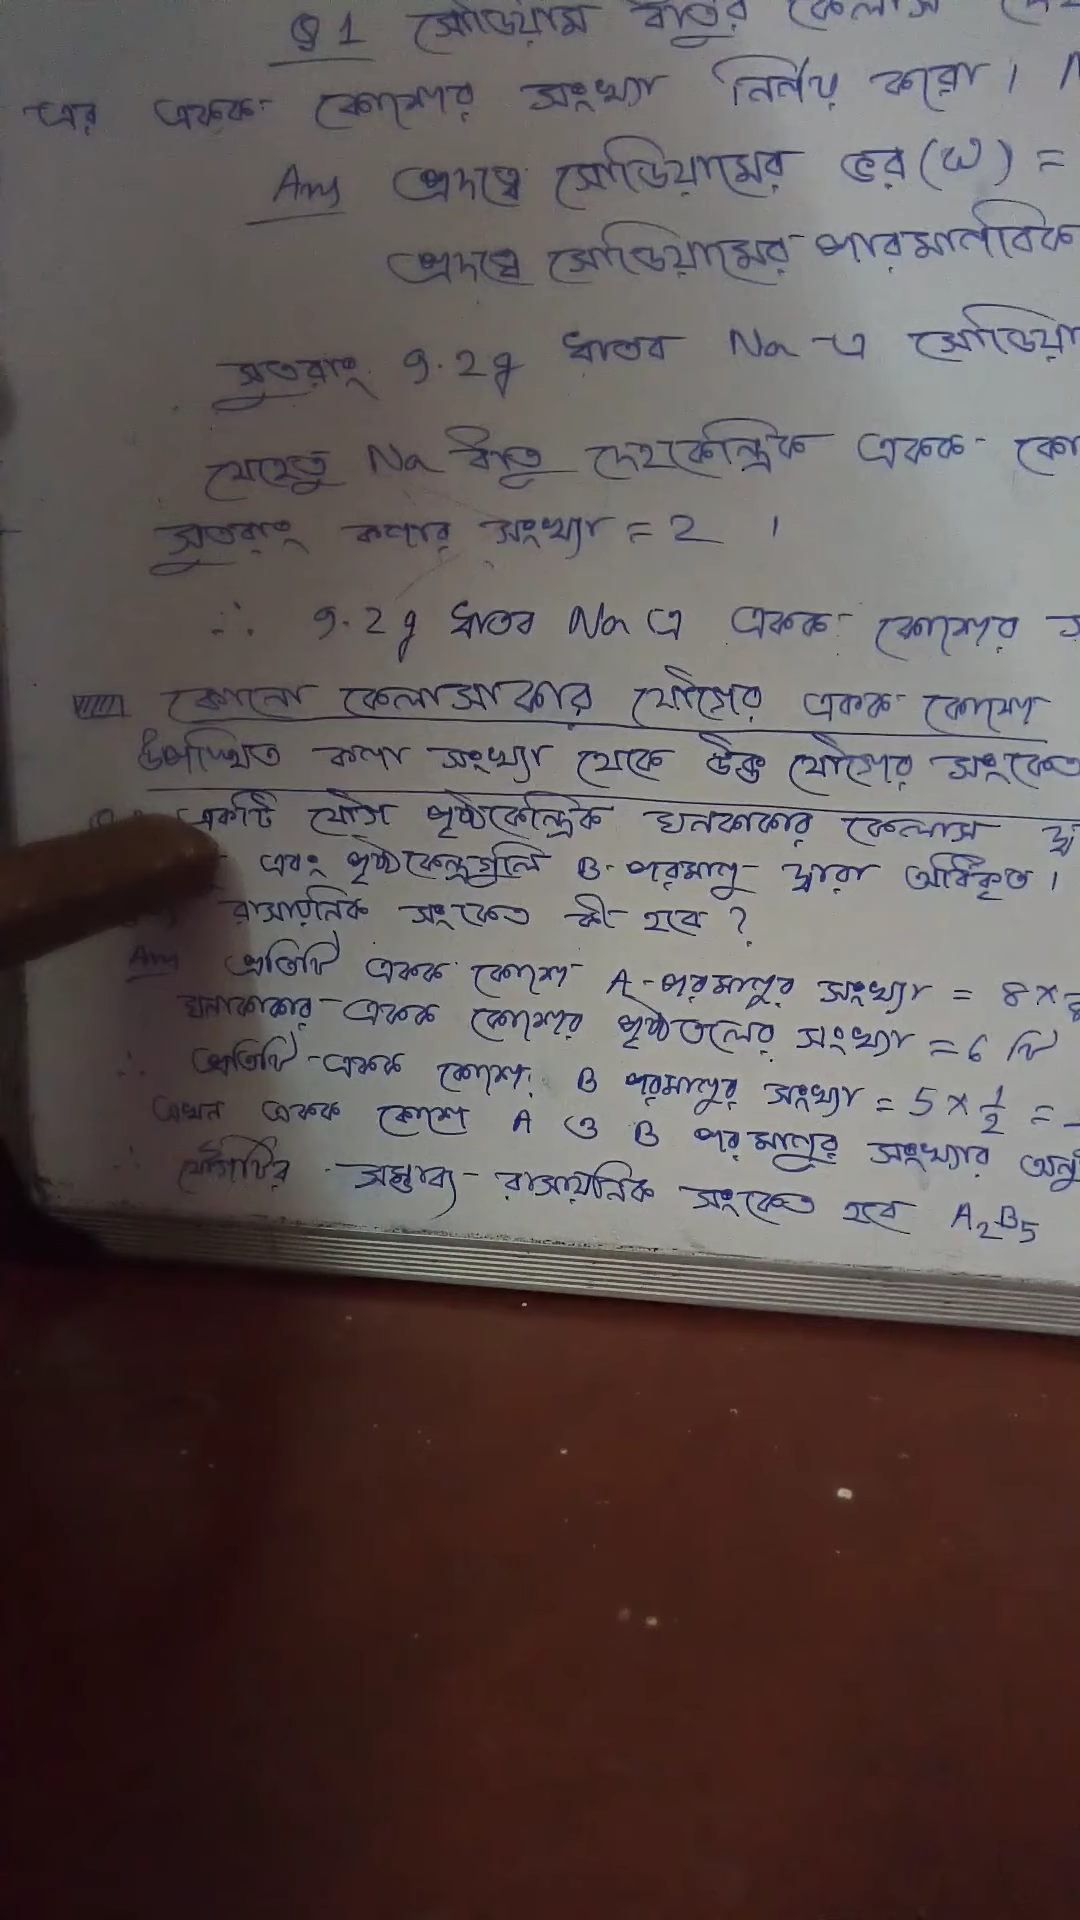 Q 1 সোডিয়াম ধাতুর কেলাস
এর একক কোশের সংখ্যা নির্ণয় করো।
Ans প্রদত্ত সোডিয়ামের ভর (W) =
প্রদত্ত সোডিয়ামের পারমানবিক
সুতরাং 9.2g ধাতব Na-এ সোডিয়া
যেহেতু Na ধাতু দেহকেন্দ্রিক একক কো
সুতরাং কণার সংখ্যা = 2 ।
∴ 9.2g ধাতব Na এ একক কোশের
কোনো কেলাসাকার যৌগের একক কোশে
উপস্থিত কণা সংখ্যা থেকে উক্ত যৌগের সংকেত
একটি যৌগ পৃষ্ঠকেন্দ্রিক ঘনকাকার কেলাস
এবং পৃষ্ঠকেন্দ্রগুলি B-পরমাণু দ্বারা অধিকৃত।
রাসায়নিক সংকেত কী হবে?
Ans প্রতিটি একক কোশে A-পরমাণুর সংখ্যা = 8 ×
ঘনাকাকার একক কোশের পৃষ্ঠতলের সংখ্যা = 6 টি
∴ প্রতিটি একক কোশে B পরমাণুর সংখ্যা = 5 × 1/2 =
এখন একক কোশে A ও B পরমাণুর সংখ্যার অনু
∴ যৌগটির সম্ভাব্য রাসায়নিক সংকেত হবে A₂B₅